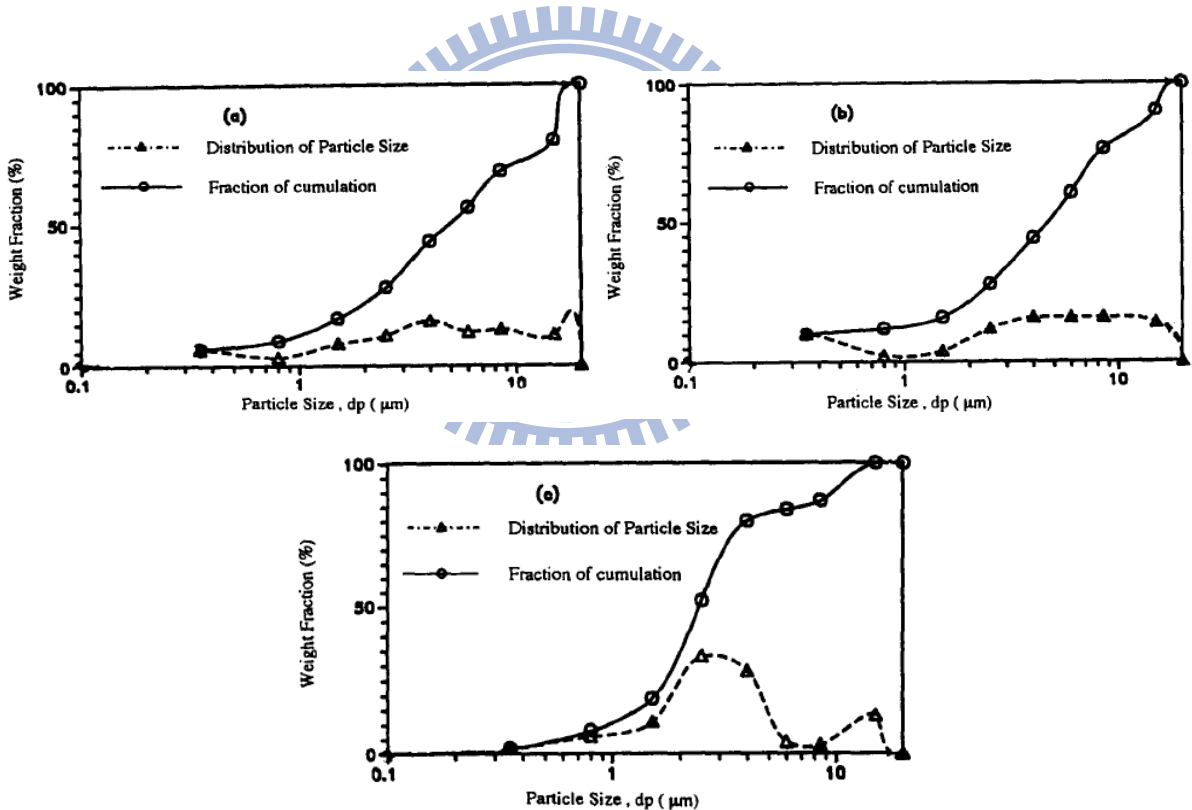 (a)
Distribution of Particle Size
Fraction of cumulation
Weight Fraction (%)
100
50
0
0.1
1
10
Particle Size , dp ( μm)
(b)
Distribution of Particle Size
Fraction of cumulation
Weight Fraction (%)
100
50
0
0.1
1
10
Particle Size , dp ( μm)
(c)
Distribution of Particle Size
Fraction of cumulation
Weight Fraction (%)
100
50
0
0.1
1
10
Particle Size , dp ( μm)